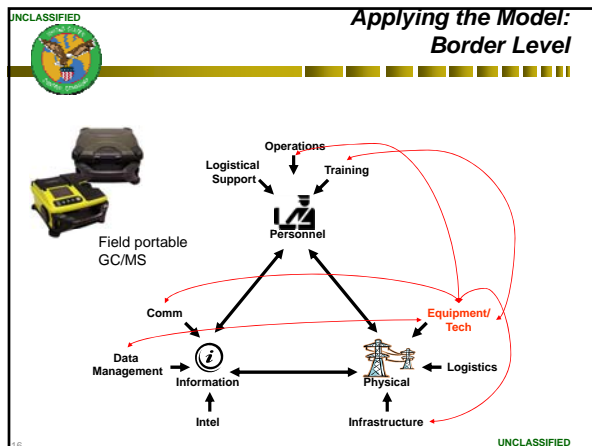 UNCLASSIFIED
Applying the Model:
Border Level
Operations
Logistical
Support
Training
Personnel
Field portable
GC/MS
Comm
Equipment/
Tech
Data
Management
i
Information
Physical
Logistics
Intel
Infrastructure
16
UNCLASSIFIED